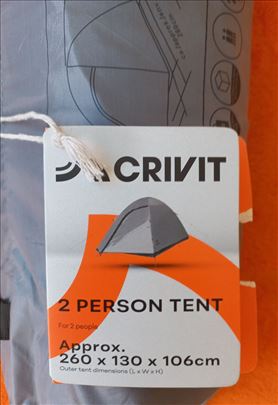 CRIVIT
2 PERSON TENT
For 2 people
Approx.
260 x 130 x 106cm
Outer tent dimensions (L x W x H)